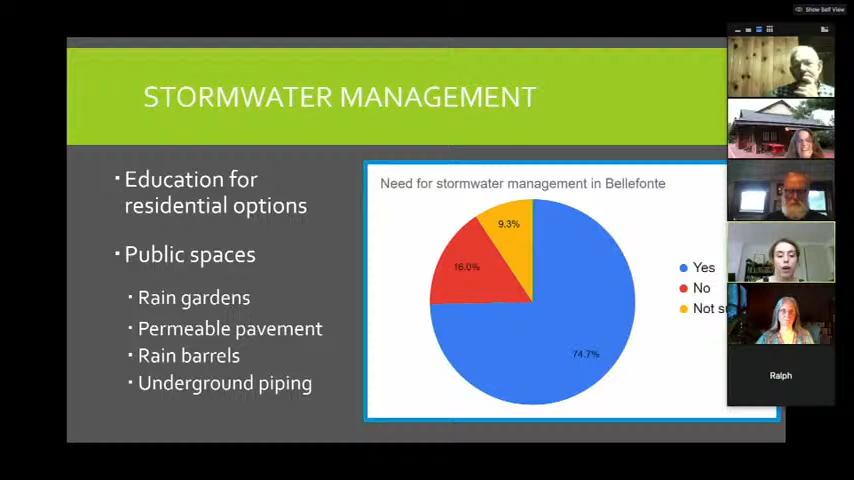 Show Self View
STORMWATER MANAGEMENT
Education for
residential options
Public spaces
Rain gardens
Permeable pavement
Rain barrels
Underground piping
Need for stormwater management in Bellefonte
9.3%
16.0%
74.7%
Yes
No
Not
Ralph